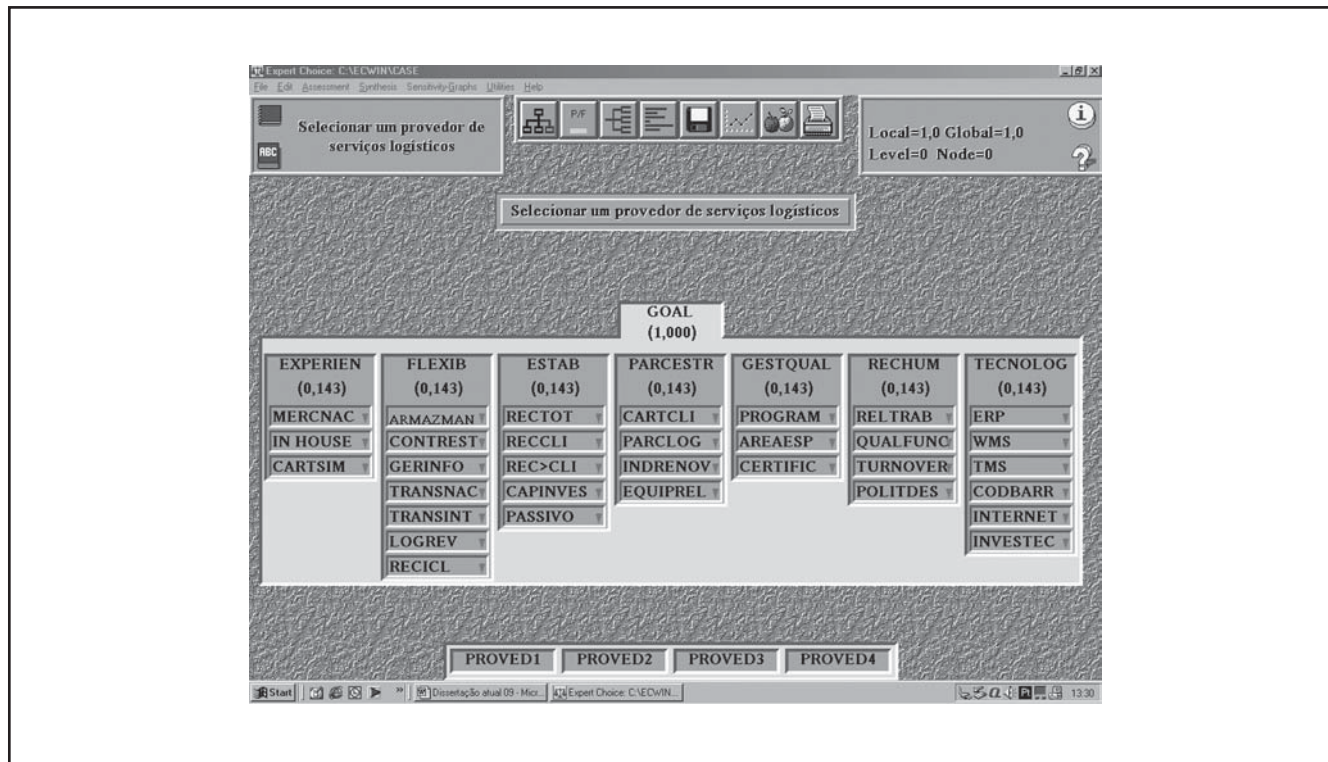 Expert Choice: C:\ECWIN\CASE
File Edit Assessment Synthesis Sensitivity-Graphs Utilities Help
ABC
Selecionar um provedor de
serviços logísticos
P/F
Local=1,0 Global=1,0
Level=0 Node=0
Selecionar um provedor de serviços logísticos
GOAL
(1,000)
EXPERIEN
(0,143)
MERCNAC
IN HOUSE
CARTSIM
FLEXIB
(0,143)
ARMAZMAN
CONTREST
GERINFO
TRANSNAC
TRANSINT
LOGREV
RECICL
ESTAB
(0,143)
RECTOT
RECCLI
REC>CLI
CAPINVES
PASSIVO
PARCESTR
(0,143)
CARTCLI
PARCLOG
INDRENOV
EQUIPREL
GESTQUAL
(0,143)
PROGRAM
AREAESP
CERTIFIC
RECHUM
(0,143)
RELTRAB
QUALFUNC
TURNOVER
POLITDES
TECNOLOG
(0,143)
ERP
WMS
TMS
CODBARR
INTERNET
INVESTEC
PROVED1 PROVED2 PROVED3 PROVED4
Start
Dissertação atual 09 - Micr...
Expert Choice: C:\ECWIN...
13:30